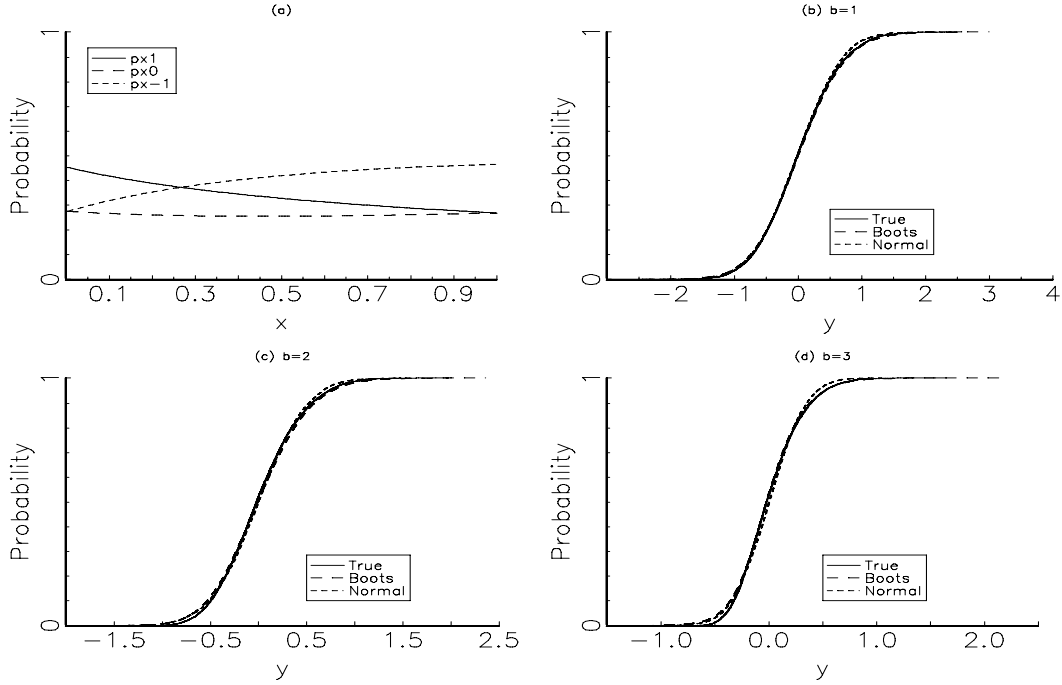 (a)
1
Probability
0
px1
px0
px-1
0.1 0.3 0.5 0.7 0.9
x
(b) b=1
1
Probability
0
True
Boots
Normal
-2 -1 0 1 2 3 4
y
(c) b=2
1
Probability
0
True
Boots
Normal
-1.5 -0.5 0.5 1.5 2.5
y
(d) b=3
1
Probability
0
True
Boots
Normal
-1.0 0.0 1.0 2.0
y